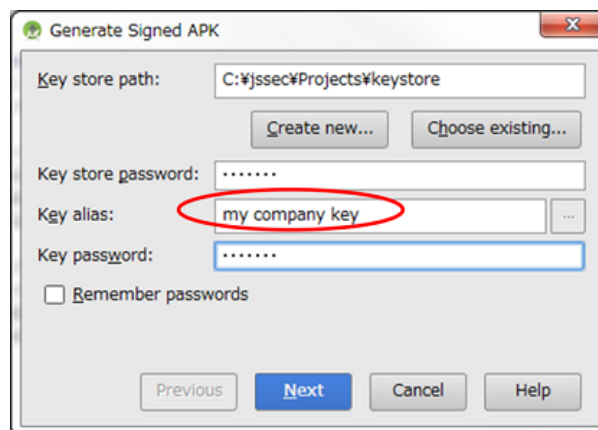 Generate Signed APK
Key store path: C:¥jssec¥Projects¥keystore
Create new... Choose existing...
Key store password: •••••••
Key alias: my company key ...
Key password: •••••••
Remember passwords
Previous Next Cancel Help